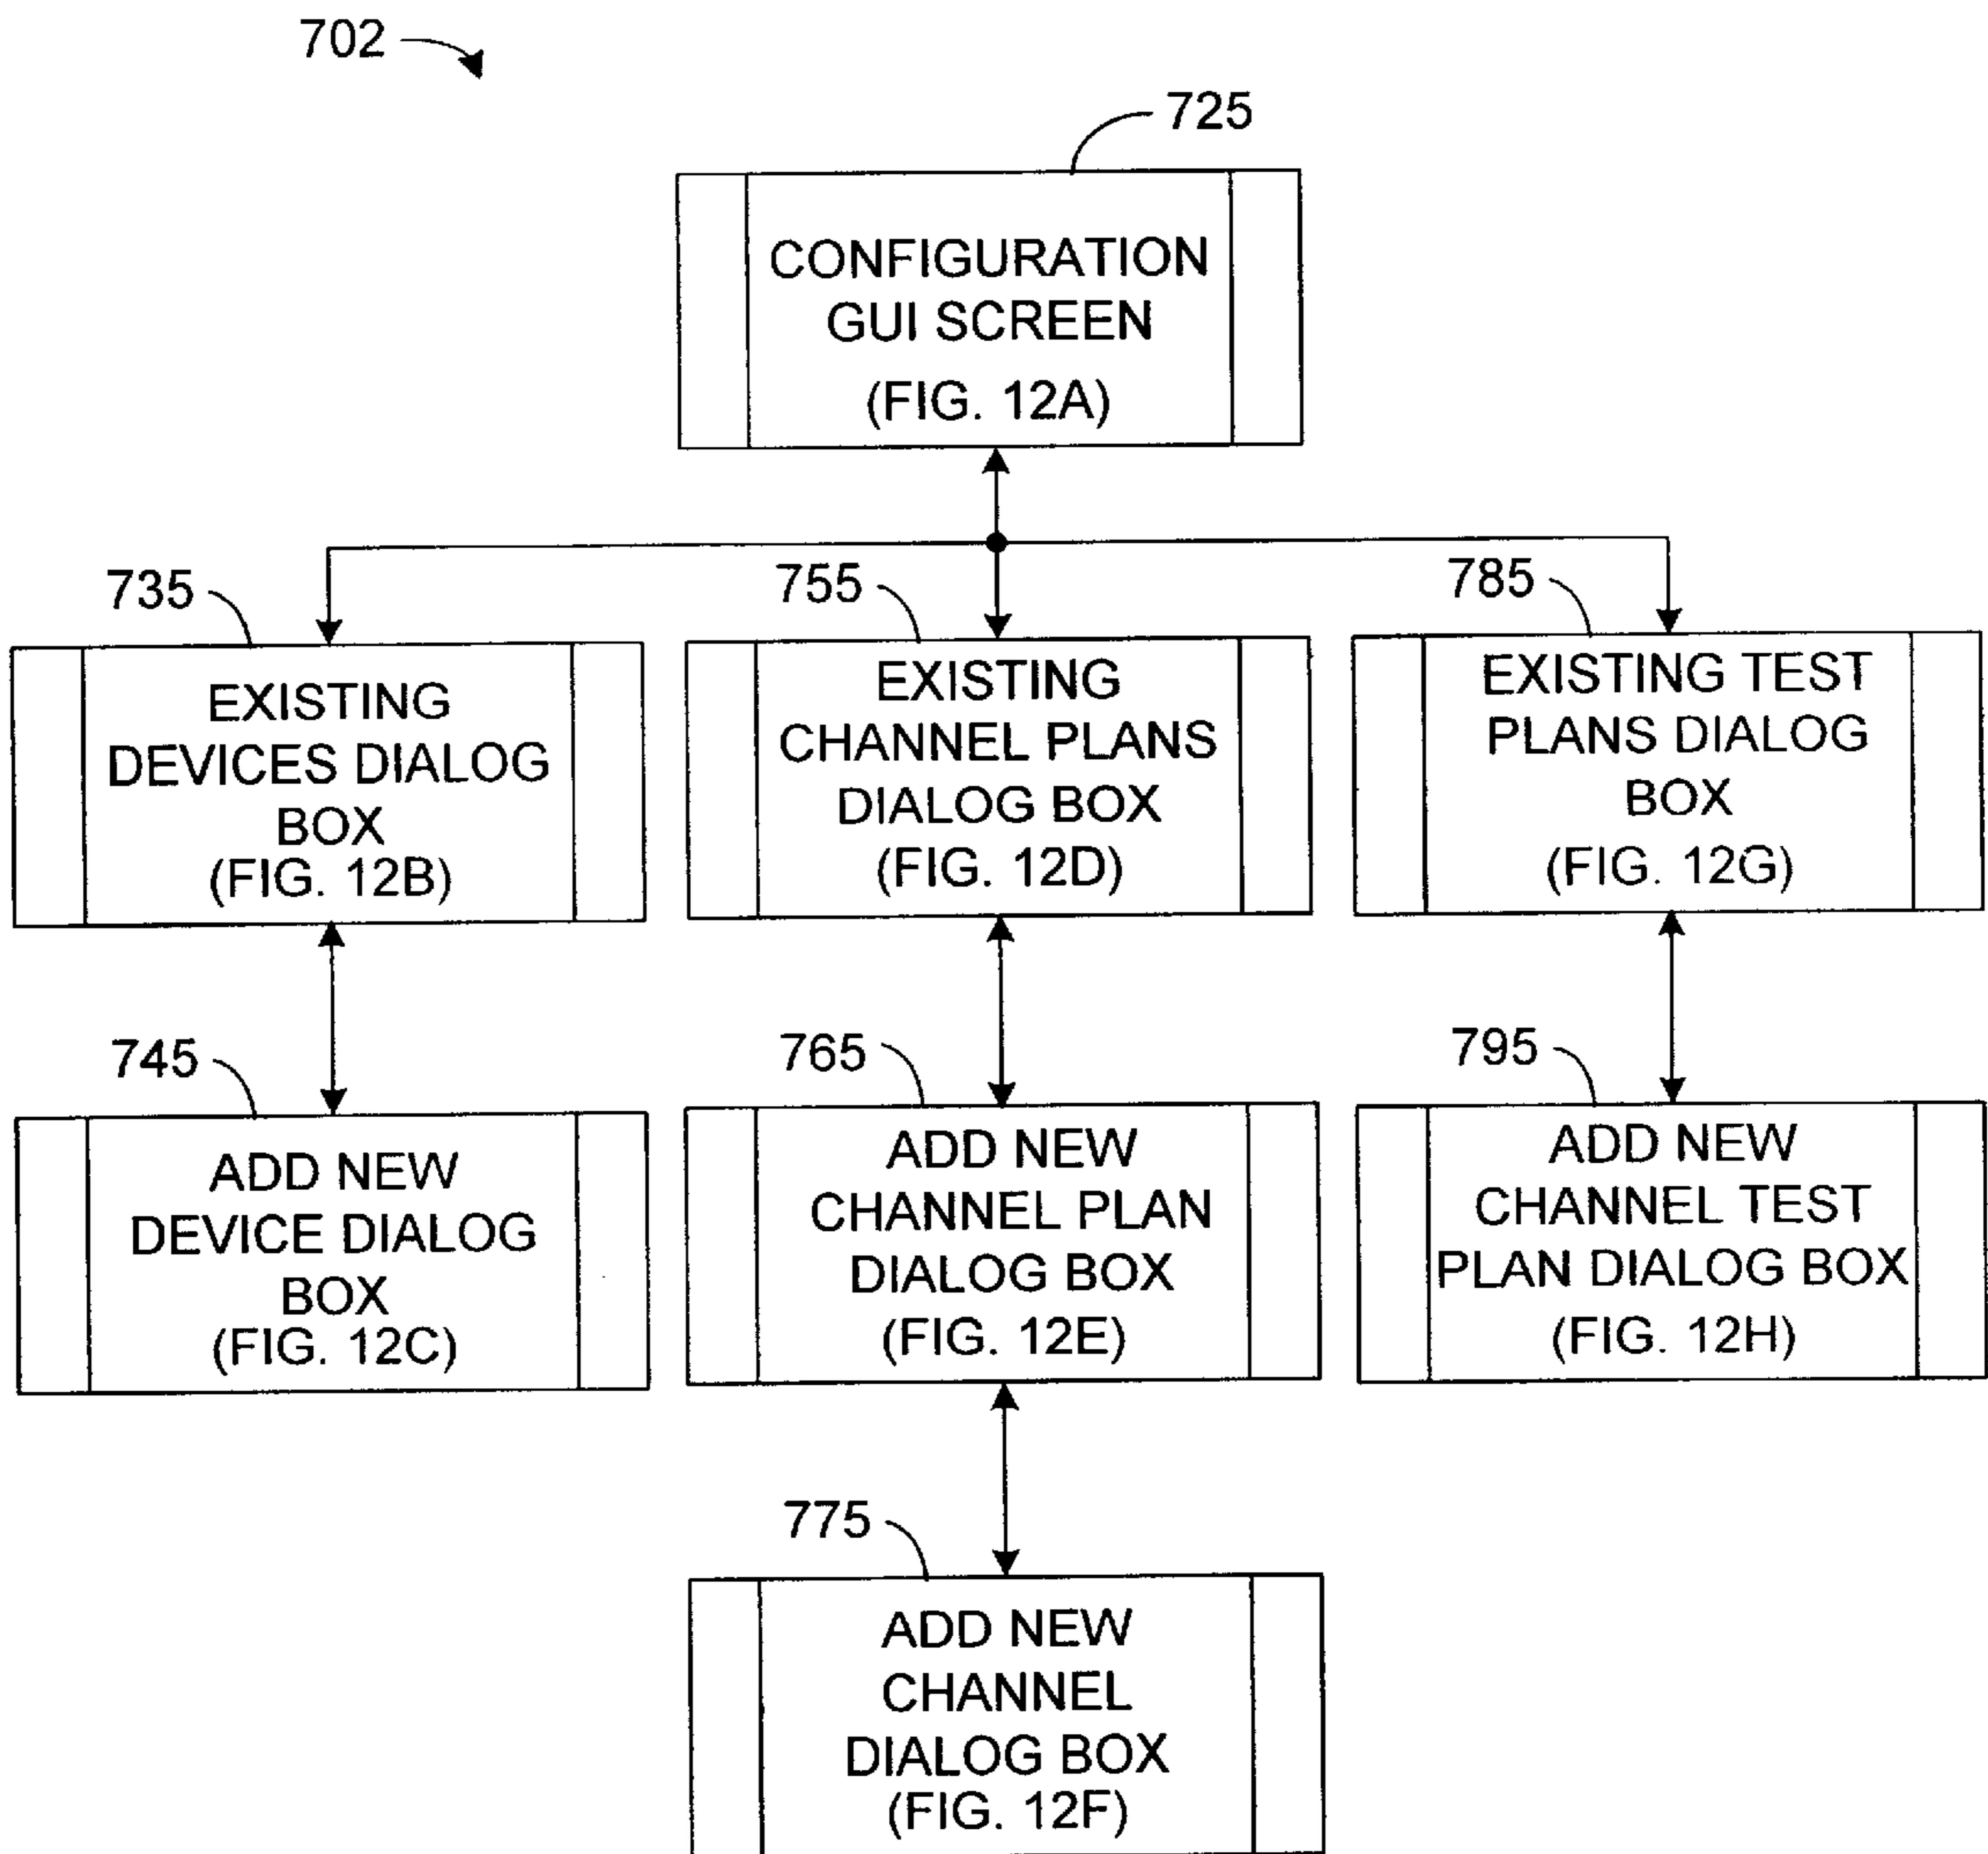 702
725
CONFIGURATION
GUI SCREEN
(FIG. 12A)
735
EXISTING
DEVICES DIALOG
BOX
(FIG. 12B)
755
EXISTING
CHANNEL PLANS
DIALOG BOX
(FIG. 12D)
785
EXISTING TEST
PLANS DIALOG
BOX
(FIG. 12G)
745
ADD NEW
DEVICE DIALOG
BOX
(FIG. 12C)
765
ADD NEW
CHANNEL PLAN
DIALOG BOX
(FIG. 12E)
795
ADD NEW
CHANNEL TEST
PLAN DIALOG BOX
(FIG. 12H)
775
ADD NEW
CHANNEL
DIALOG BOX
(FIG. 12F)